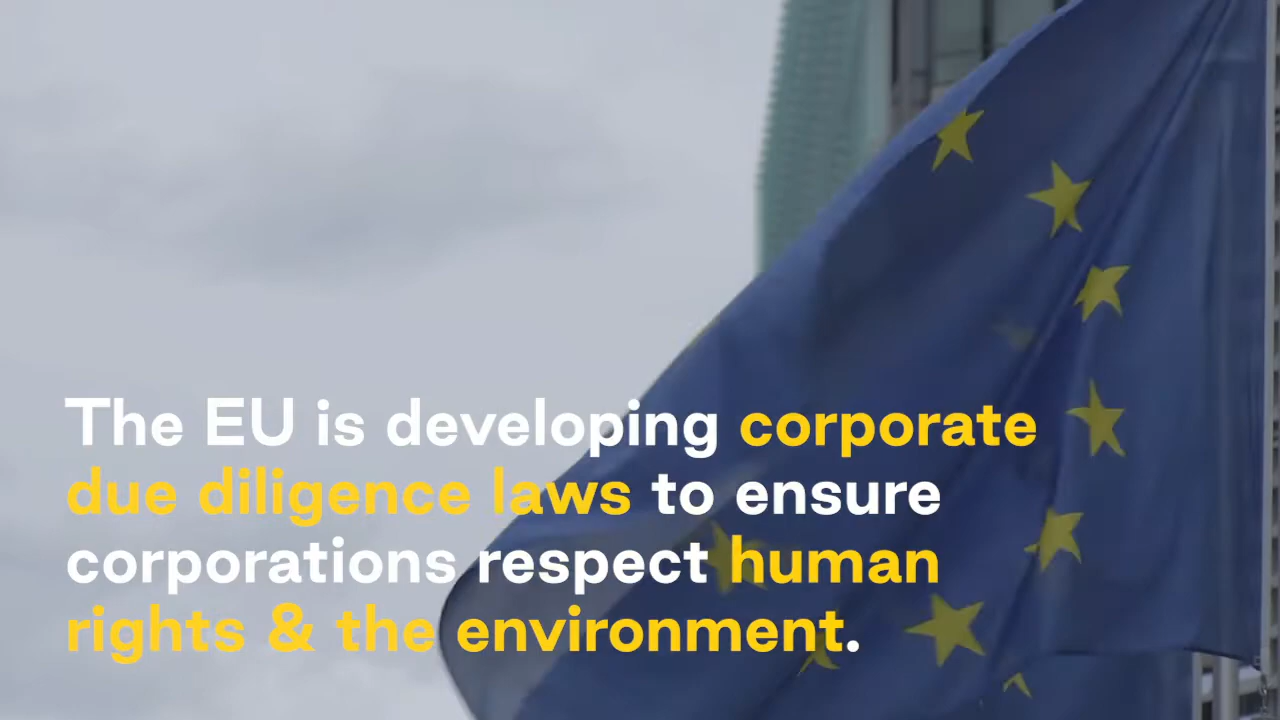 The EU is developing corporate
due diligence laws to ensure
corporations respect human
rights & the environment.